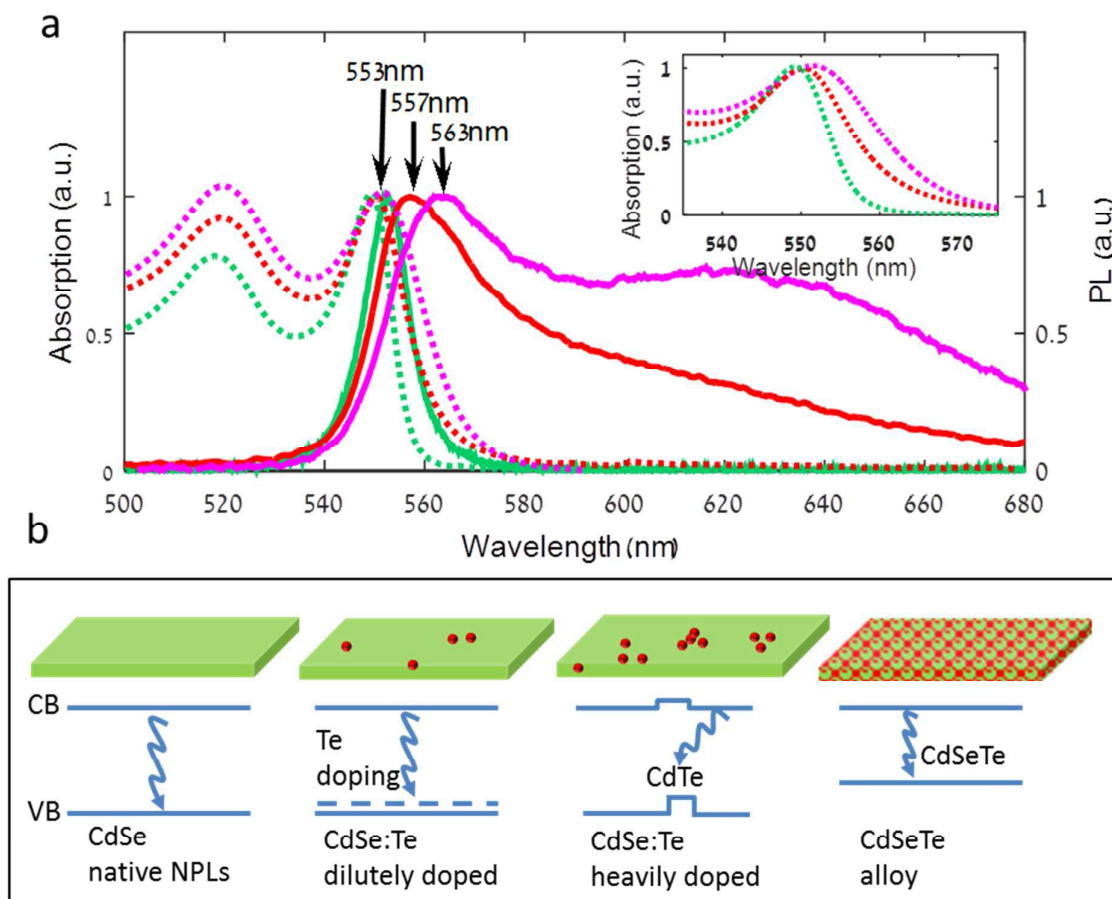 a
553nm
557nm
563nm
Absorption (a.u.)
1
0.5
0
500 520 540 560 580 600 620 640 660 680
Wavelength (nm)
1
0.5
0
PL (a.u)
Absorption (a.u.)
1
0.5
0
540 550 560 570
Wavelength (nm)
b
CB
VB
CdSe
native NPLs
Te
doping
CdSe:Te
dilutely doped
CdTe
CdSe:Te
heavily doped
CdSeTe
CdSeTe
alloy